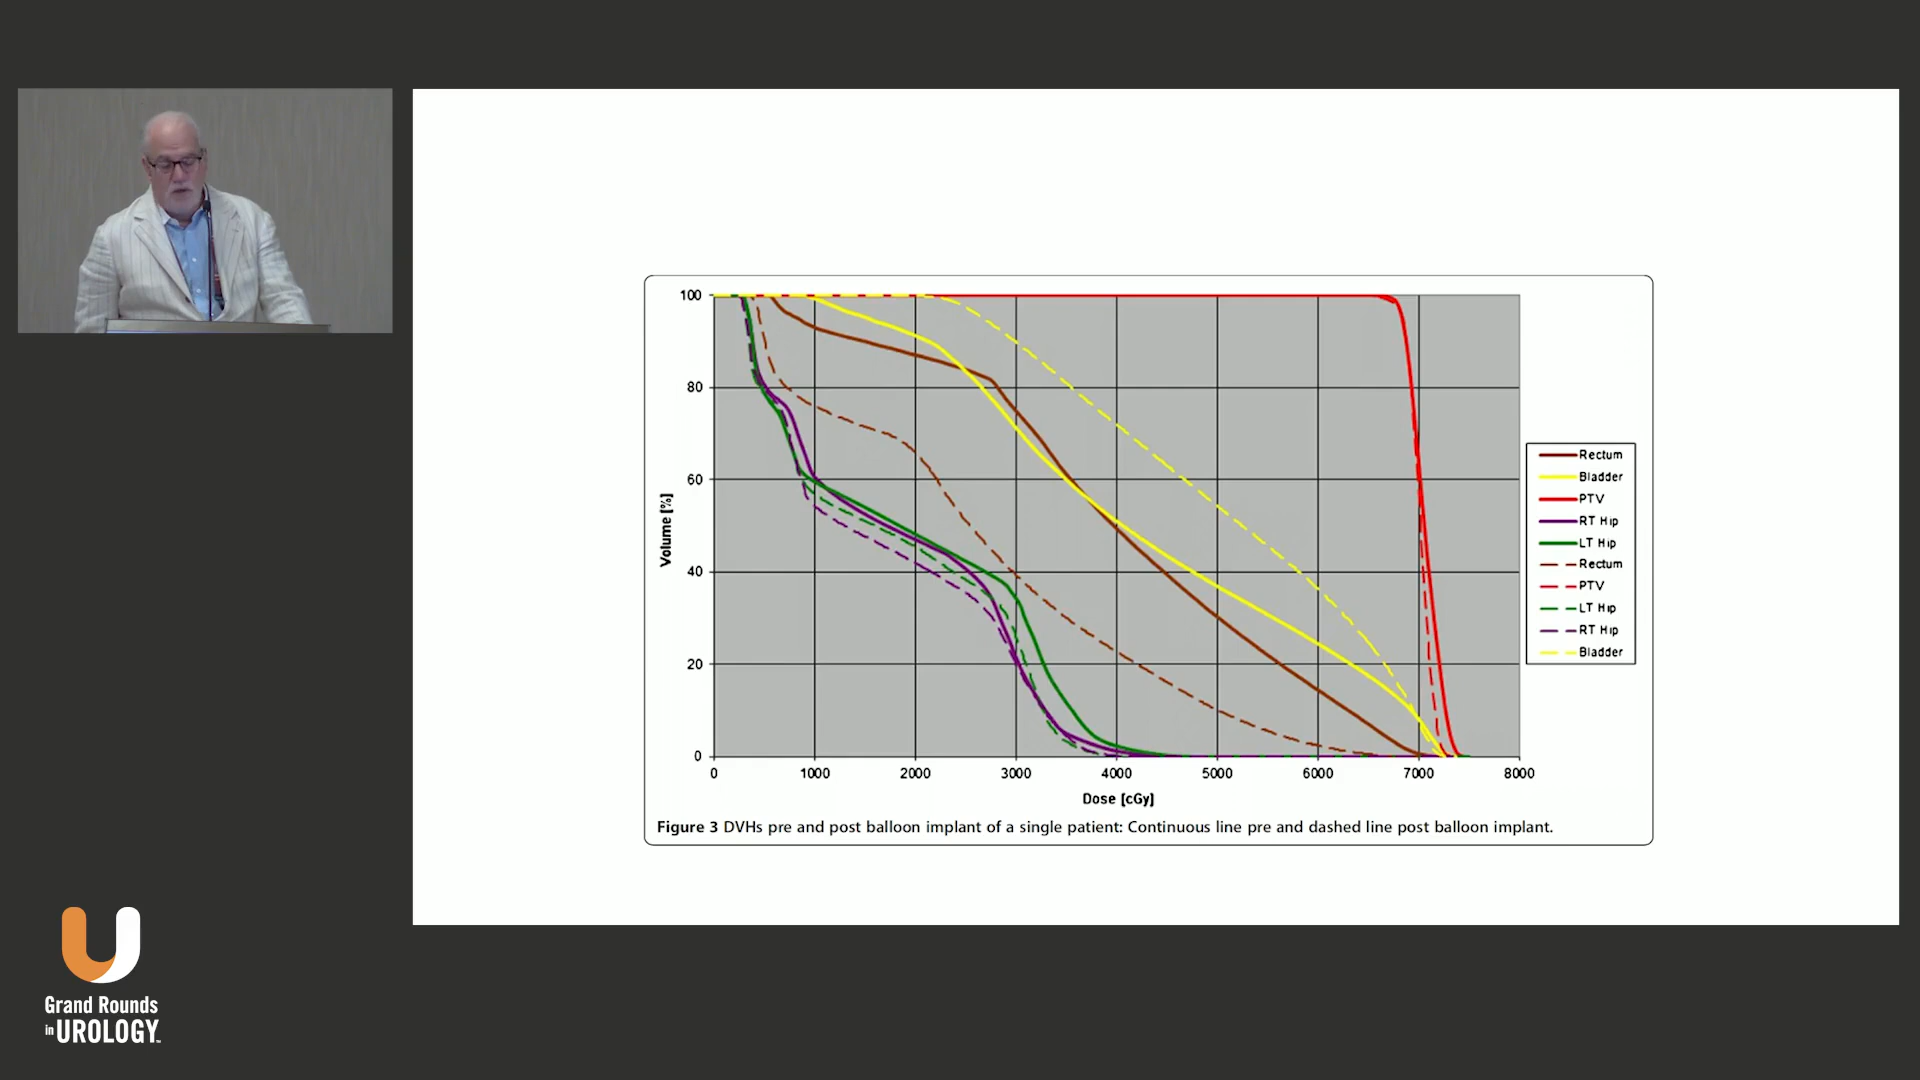 100
80
60
40
20
0
Volume [%]
0 1000 2000 3000 4000 5000 6000 7000 8000
Dose [cGy]
Rectum
Bladder
PTV
RT Hip
LT Hip
Rectum
PTV
LT Hip
RT Hip
Bladder
Figure 3 DVHs pre and post balloon implant of a single patient: Continuous line pre and dashed line post balloon implant.
Grand Rounds
in UROLOGY™